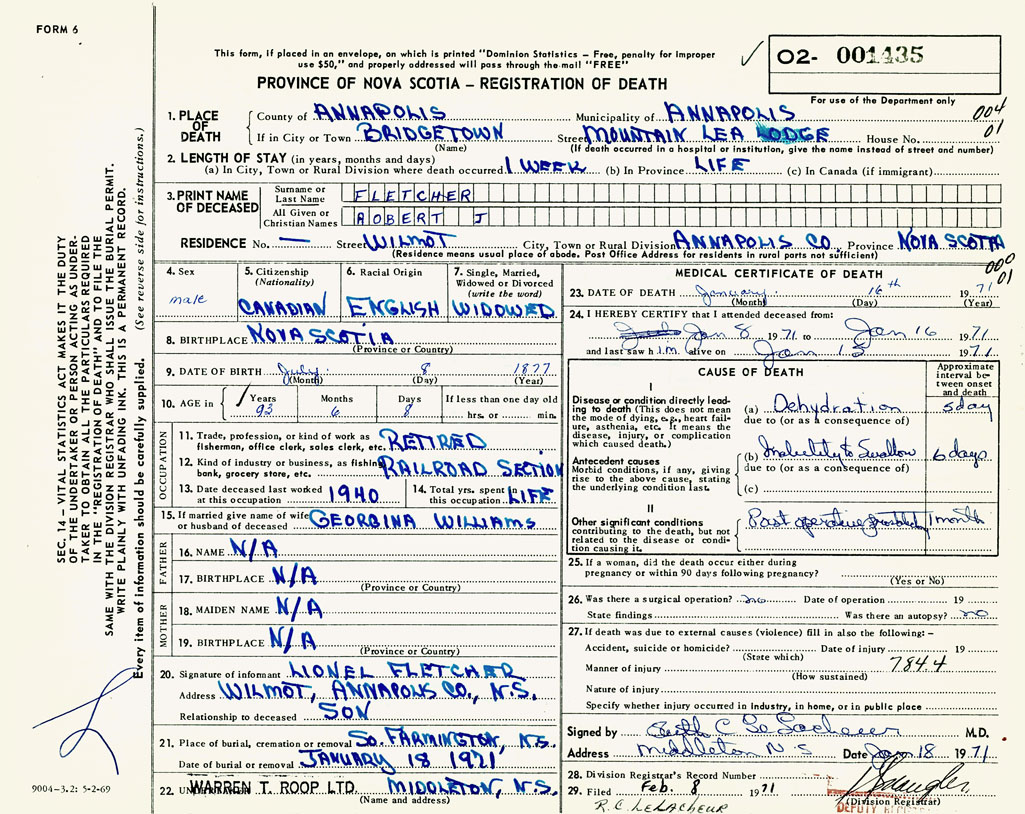 FORM 6
This form, if placed in an envelope, on which is printed "Dominion Statistics – Free, penalty for improper
use $50," and properly addressed will pass through the mail "FREE"
O2- 001435
PROVINCE OF NOVA SCOTIA – REGISTRATION OF DEATH
For use of the Department only
1. PLACE OF DEATH
County of ANNAPOLIS Municipality of ANNAPOLIS 004
If in City or Town BRIDGETOWN Street MOUNTAIN LEA LODGE House No. 01
(Name) (If death occurred in a hospital or institution, give the name instead of street and number)
2. LENGTH OF STAY (in years, months and days)
(a) In City, Town or Rural Division where death occurred 1 WEEK (b) In Province LIFE (c) In Canada (if immigrant)
3. PRINT NAME OF DECEASED
Surname or Last Name FLETCHER
All Given or Christian Names ROBERT J
RESIDENCE No. — Street WILMOT City, Town or Rural Division ANNAPOLIS CO., Province NOVA SCOTIA
(Residence means usual place of abode. Post Office Address for residents in rural parts not sufficient)
000
01
4. Sex male
5. Citizenship (Nationality) CANADIAN
6. Racial Origin ENGLISH
7. Single, Married, Widowed or Divorced (write the word) WIDOWED
8. BIRTHPLACE NOVA SCOTIA
(Province or Country)
9. DATE OF BIRTH July 8 1877
(Month) (Day) (Year)
10. AGE in Years 93 Months 6 Days 8 If less than one day old
hrs. or min.
OCCUPATION
11. Trade, profession, or kind of work as fisherman, office clerk, sales clerk, etc. RETIRED
12. Kind of industry or business, as fishing, bank, grocery store, etc. RAILROAD SECTION
13. Date deceased last worked at this occupation 1940
14. Total yrs. spent in this occupation LIFE
15. If married give name of wife or husband of deceased GEORGINA WILLIAMS
FATHER
16. NAME N/A
17. BIRTHPLACE N/A
(Province or Country)
MOTHER
18. MAIDEN NAME N/A
19. BIRTHPLACE N/A
(Province or Country)
20. Signature of informant LIONEL FLETCHER
Address WILMOT, ANNAPOLIS CO., N.S.
Relationship to deceased SON
21. Place of burial, cremation or removal So. FARMINGTON, N.S.
Date of burial or removal JANUARY 18 1971
22. WARREN T. ROOP LTD. MIDDLETON, N.S.
(Name and address)
MEDICAL CERTIFICATE OF DEATH
23. DATE OF DEATH January 16th 1971
(Month) (Day) (Year)
24. I HEREBY CERTIFY that I attended deceased from:
Jan 8 1971 to Jan 16 1971
and last saw him alive on Jan 15 1971
CAUSE OF DEATH
Approximate interval between onset and death
I
Disease or condition directly leading to death (This does not mean the mode of dying, e.g., heart failure, asthenia, etc. It means the disease, injury, or complication which caused death.)
(a) Dehydration 5 day
due to (or as a consequence of)
Antecedent causes
Morbid conditions, if any, giving rise to the above cause, stating the underlying condition last.
(b) Inability to Swallow 6 days
due to (or as a consequence of)
(c)
II
Other significant conditions contributing to the death, but not related to the disease or condition causing it.
Post operative 1 month
25. If a woman, did the death occur either during
pregnancy or within 90 days following pregnancy?
(Yes or No)
26. Was there a surgical operation? no Date of operation 19
State findings Was there an autopsy? no
27. If death was due to external causes (violence) fill in also the following: –
Accident, suicide or homicide? Date of injury 19
(State which)
Manner of injury 784.4
(How sustained)
Nature of injury
Specify whether injury occurred in Industry, in home, or in public place
Signed by M.D.
Address Middleton N S Date Jan 18 1971
28. Division Registrar's Record Number
29. Filed Feb. 8 1971
(Division Registrar)
R.C. LELACHEUR
SEC. 14 – VITAL STATISTICS ACT MAKES IT THE DUTY
OF THE UNDERTAKER OR PERSON ACTING AS UNDER-
TAKER TO OBTAIN ALL THE PARTICULARS REQUIRED
IN THE "REGISTRATION OF DEATH" AND TO FILE THE
SAME WITH THE DIVISION REGISTRAR WHO SHALL ISSUE THE BURIAL PERMIT.
WRITE PLAINLY WITH UNFADING INK. THIS IS A PERMANENT RECORD.
Every item of information should be carefully supplied. (See reverse side for instructions.)
9004-3.2: 5-2-69